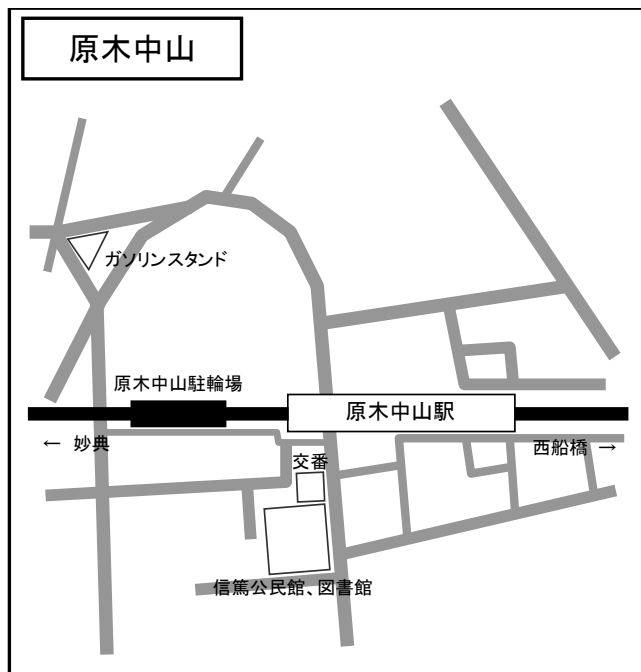 原木中山
ガソリンスタンド
原木中山駐輪場
原木中山駅
← 妙典
西船橋 →
交番
信篤公民館、図書館